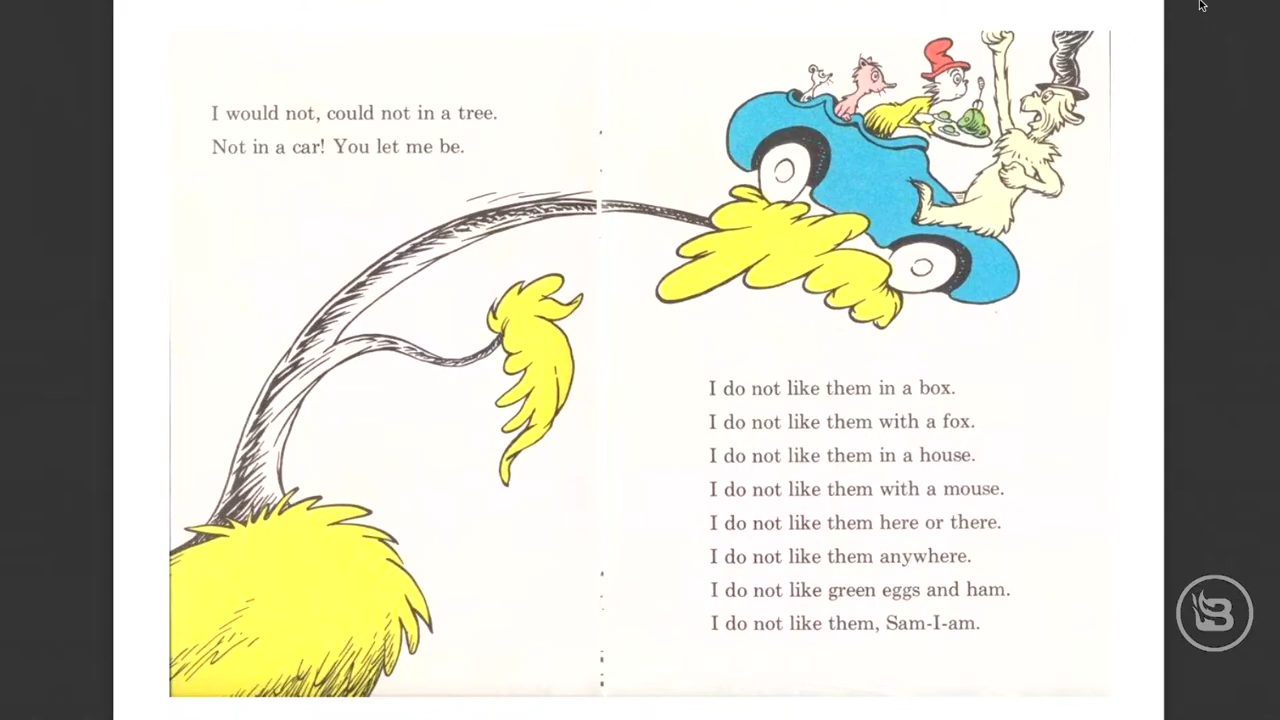 I would not, could not in a tree.
Not in a car! You let me be.
I do not like them in a box.
I do not like them with a fox.
I do not like them in a house.
I do not like them with a mouse.
I do not like them here or there.
I do not like them anywhere.
I do not like green eggs and ham.
I do not like them, Sam-I-am.